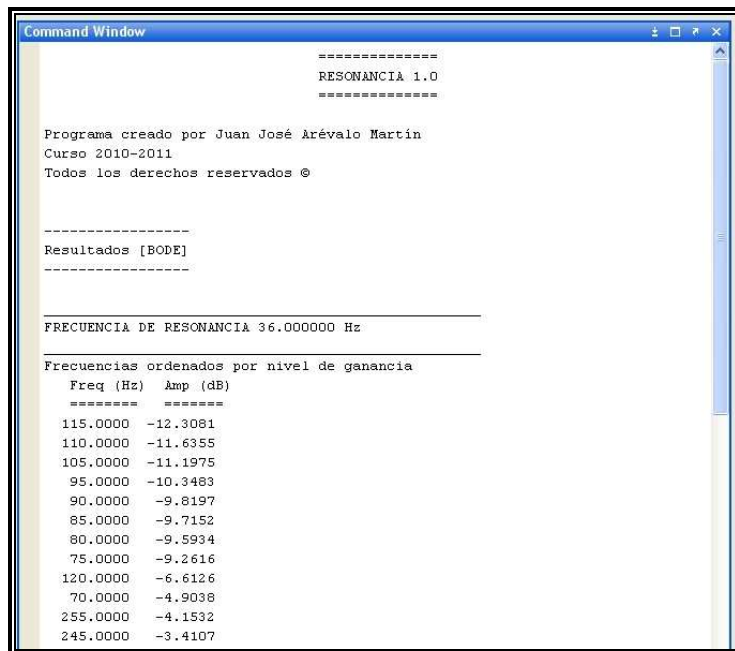 Command Window
==============
RESONANCIA 1.0
==============
Programa creado por Juan José Arévalo Martín
Curso 2010-2011
Todos los derechos reservados ©
-----------------
Resultados [BODE]
-----------------
FRECUENCIA DE RESONANCIA 36.000000 Hz
Frecuencias ordenados por nivel de ganancia
Freq (Hz) Amp (dB)
======== =======
115.0000 -12.3081
110.0000 -11.6355
105.0000 -11.1975
95.0000 -10.3483
90.0000 -9.8197
85.0000 -9.7152
80.0000 -9.5934
75.0000 -9.2616
120.0000 -6.6126
70.0000 -4.9038
255.0000 -4.1532
245.0000 -3.4107